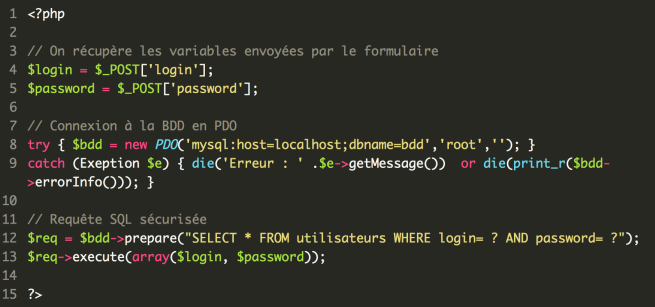 1 <?php
2
3 // On récupère les variables envoyées par le formulaire
4 $login = $_POST['login'];
5 $password = $_POST['password'];
6
7 // Connexion à la BDD en PDO
8 try { $bdd = new PDO('mysql:host=localhost;dbname=bdd','root',''); }
9 catch (Exeption $e) { die('Erreur : ' .$e->getMessage())  or die(print_r($bdd-
>errorInfo())); }
10
11 // Requête SQL sécurisée
12 $req = $bdd->prepare("SELECT * FROM utilisateurs WHERE login= ? AND password= ?");
13 $req->execute(array($login, $password));
14
15 ?>